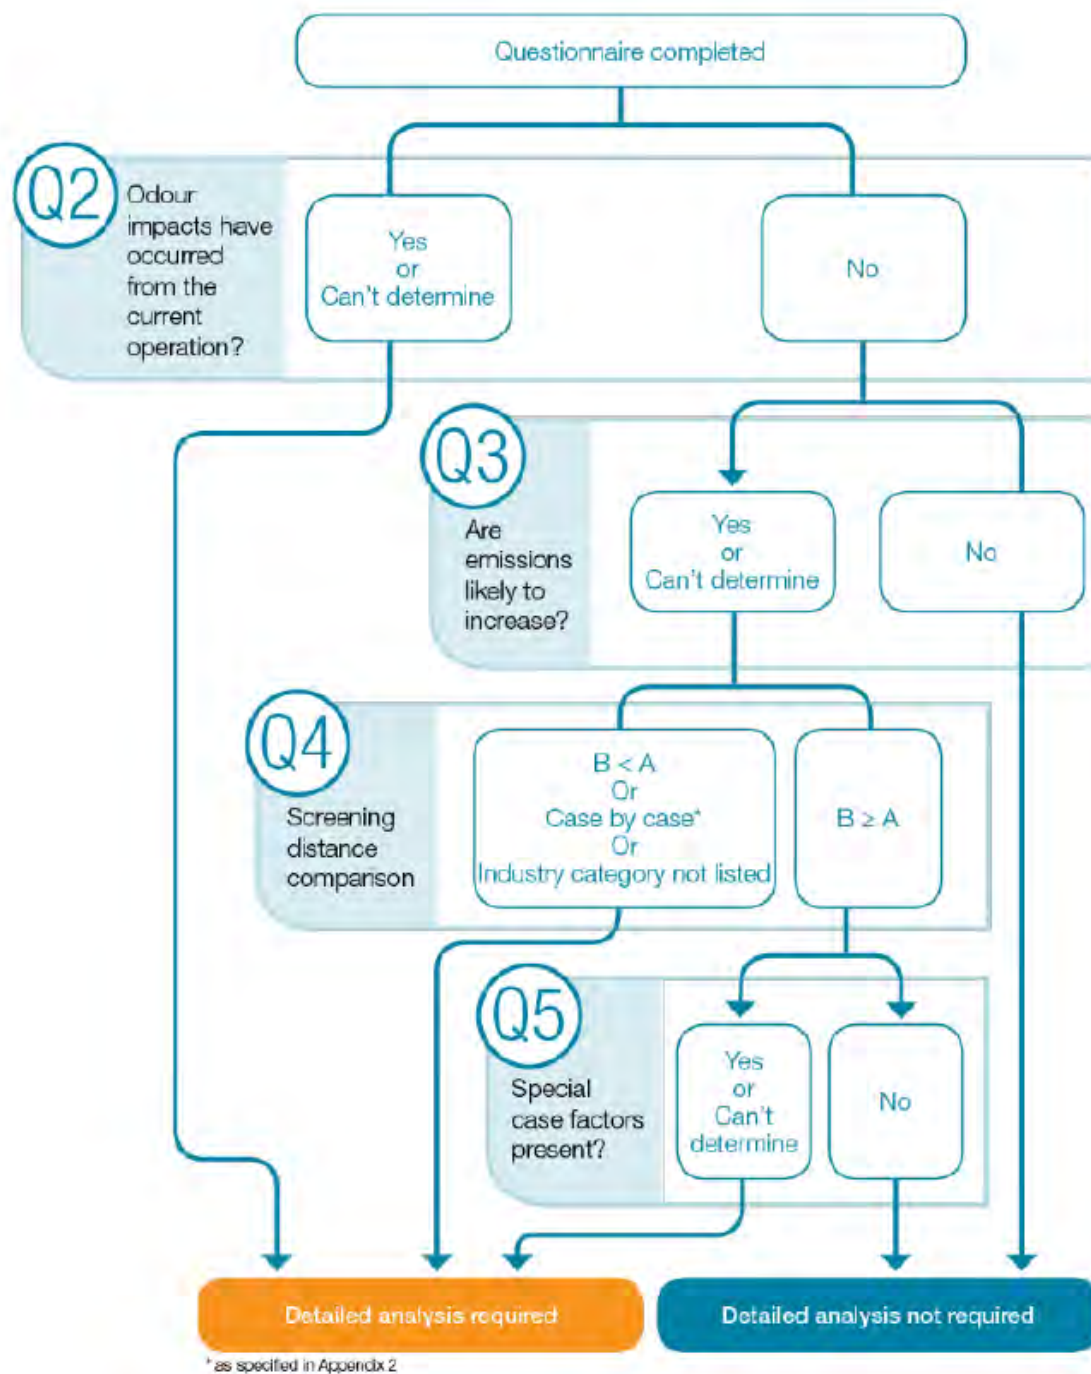 Questionnaire completed
Q2
Odour
impacts have
occurred
from the
current
operation?
Yes
or
Can't determine
No
Q3
Are
emissions
likely to
increase?
Yes
or
Can't determine
No
Q4
Screening
distance
comparison
B < A
Or
Case by case*
Or
Industry category not listed
B ≥ A
Q5
Special
case factors
present?
Yes
or
Can't
determine
No
Detailed analysis required
Detailed analysis not required
* as specified in Appendix 2